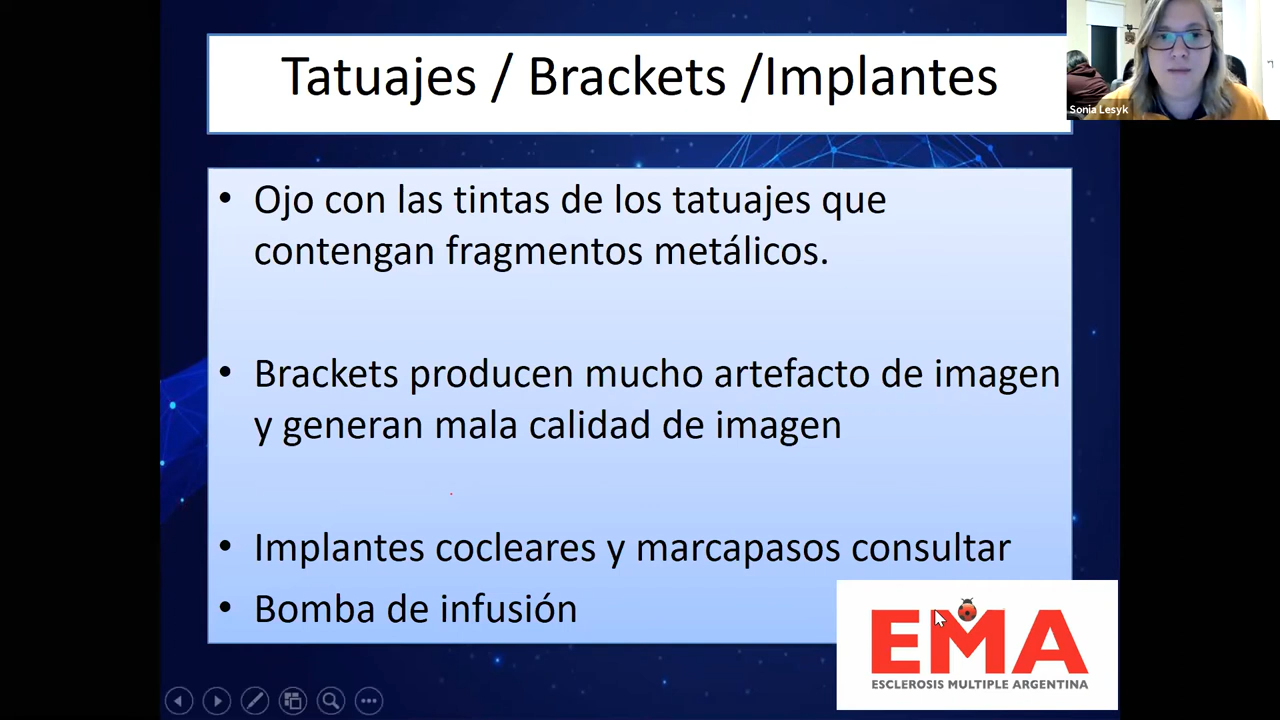 Tatuajes / Brackets /Implantes
Sonia Lesyk
• Ojo con las tintas de los tatuajes que
contengan fragmentos metálicos.
• Brackets producen mucho artefacto de imagen
y generan mala calidad de imagen
• Implantes cocleares y marcapasos consultar
• Bomba de infusión
EMA
ESCLEROSIS MULTIPLE ARGENTINA